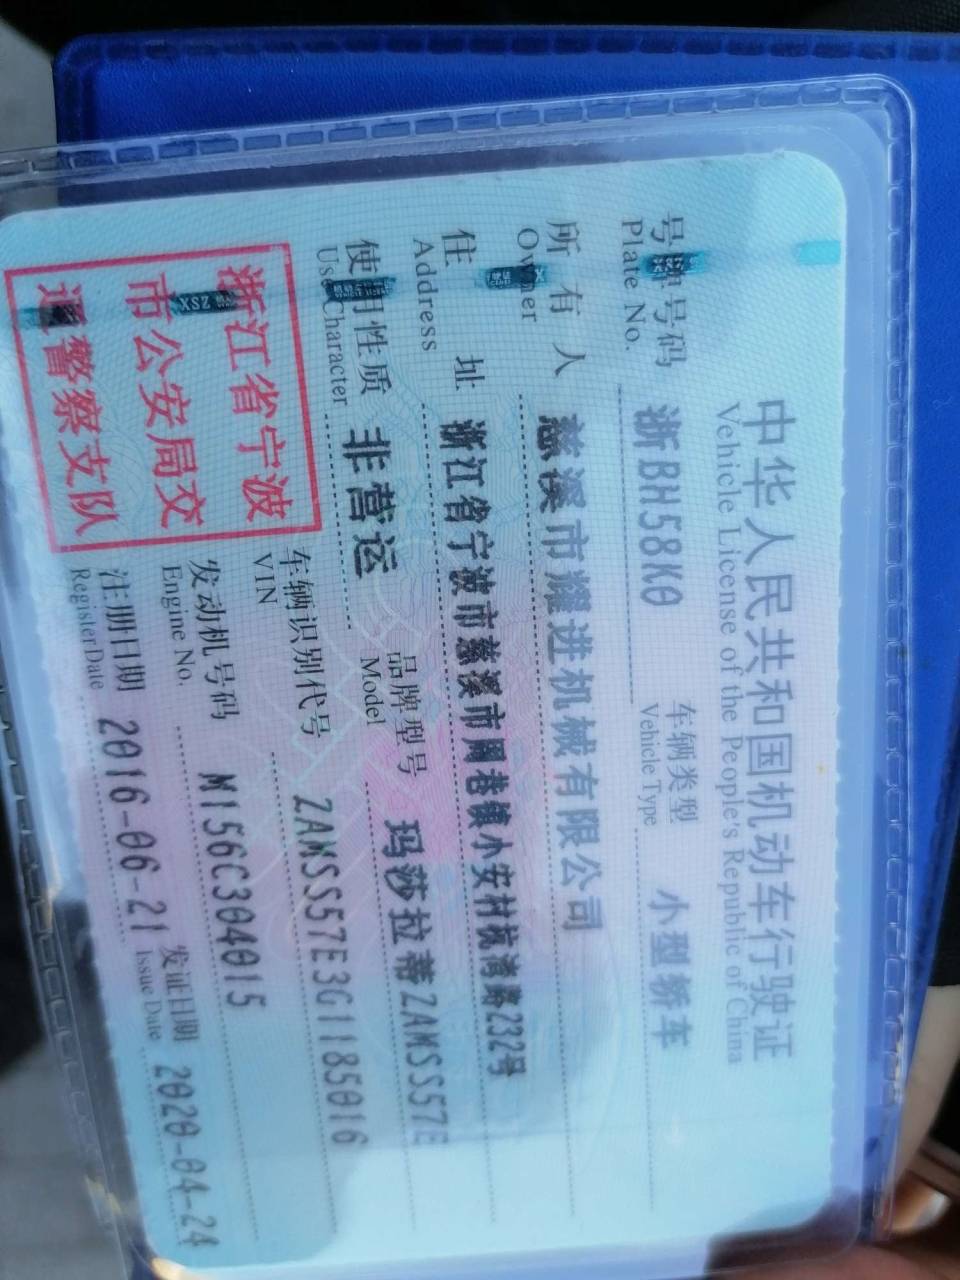 中华人民共和国机动车行驶证
Vehicle License of the People's Republic of China
号牌号码 浙BH58K0 车辆类型 小型轿车
Plate No. Vehicle Type
所有人 慈溪市耀进机械有限公司
Owner
住址 浙江省宁波市慈溪市周巷镇小安村杭湾路232号
Address
使用性质 非营运 品牌型号 玛莎拉蒂ZAMSS57E
Use Character Model
车辆识别代号 ZAMSS57E3G1185016
VIN
发动机号码 M156C304015
Engine No.
注册日期 2016-06-21 发证日期 2020-04-24
Register Date Issue Date
浙江省宁波
市公安局交
通警察支队